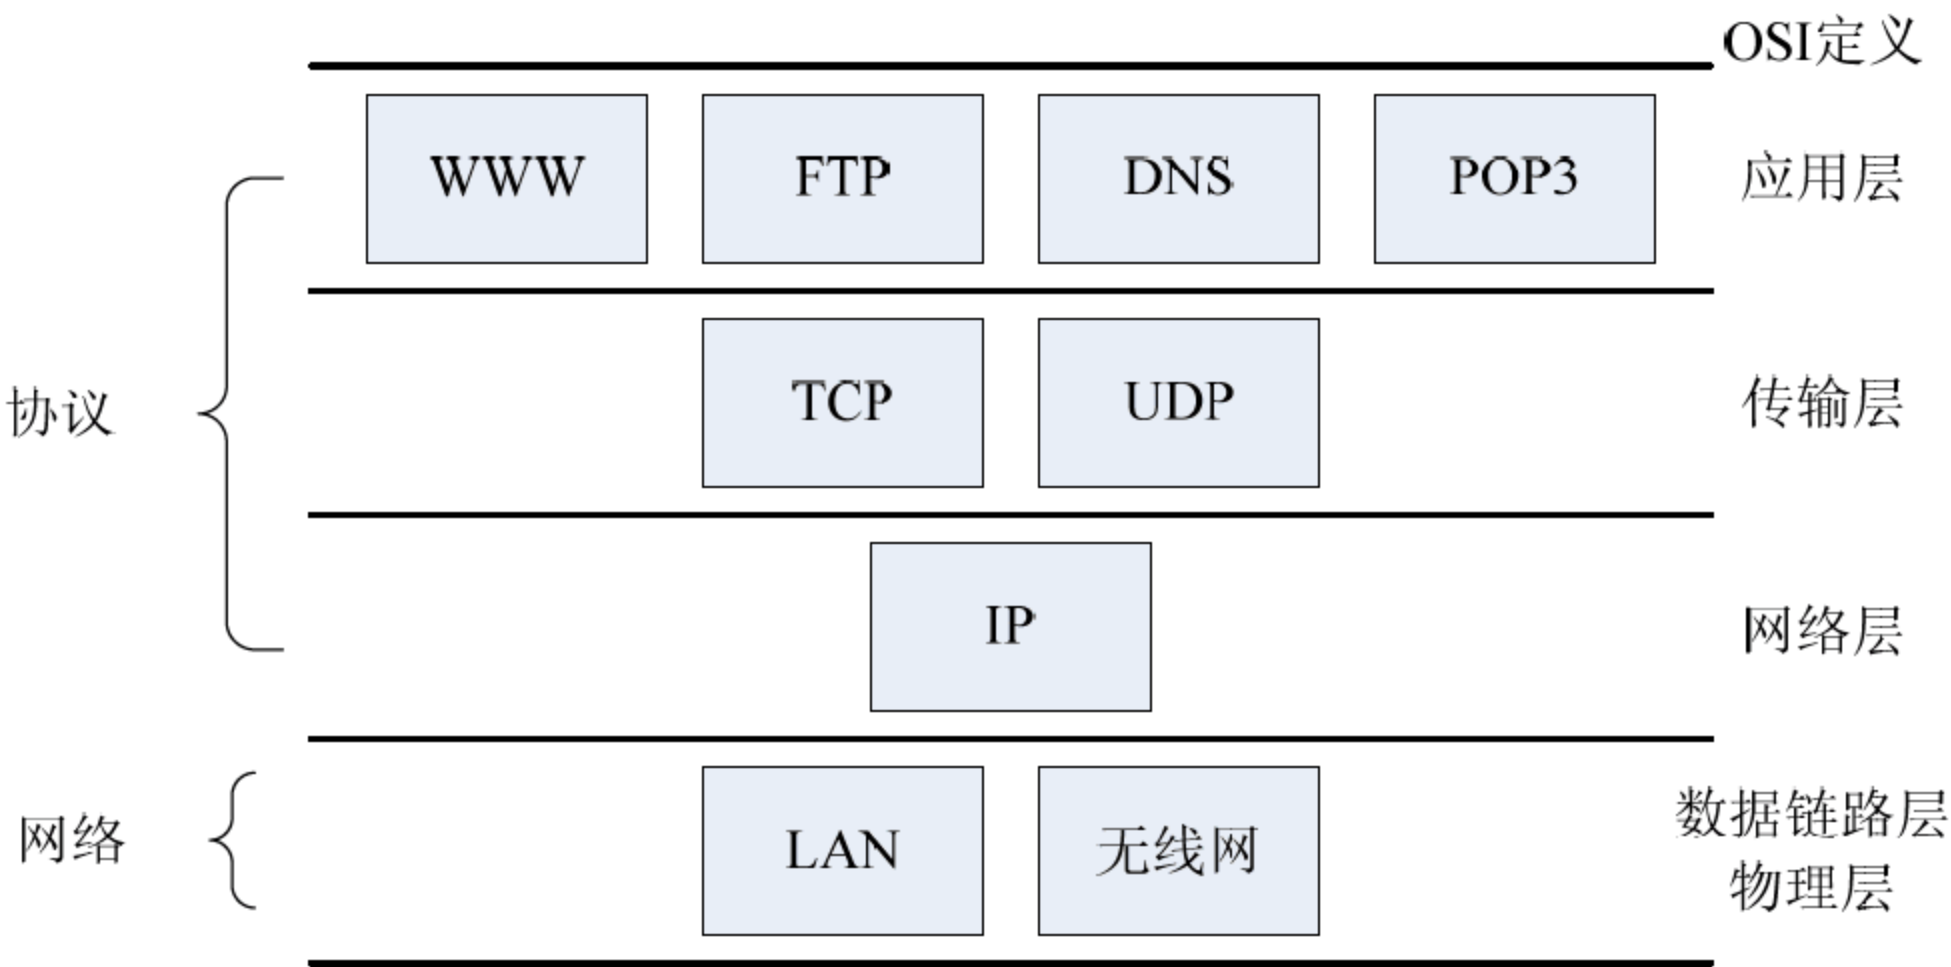 OSI定义
WWW FTP DNS POP3 应用层
协议 TCP UDP 传输层
IP 网络层
网络 LAN 无线网 数据链路层
物理层